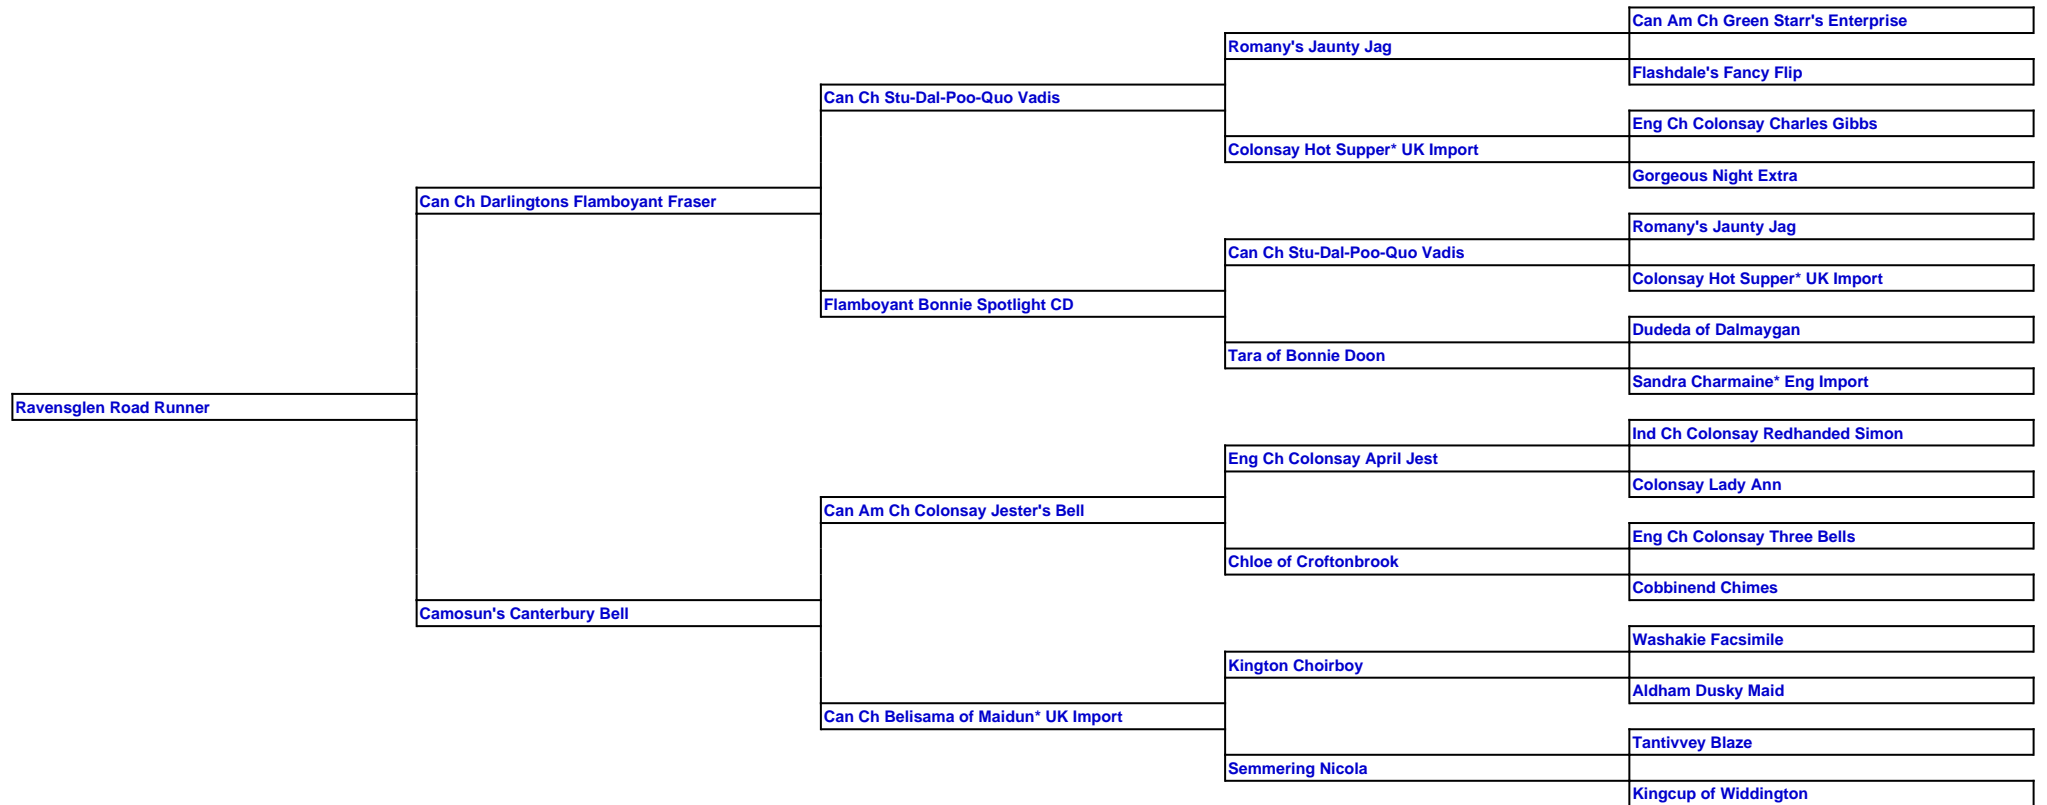 Can Am Ch Green Starr's Enterprise
Romany's Jaunty Jag
Flashdale's Fancy Flip
Can Ch Stu-Dal-Poo-Quo Vadis
Eng Ch Colonsay Charles Gibbs
Colonsay Hot Supper* UK Import
Gorgeous Night Extra
Can Ch Darlingtons Flamboyant Fraser
Romany's Jaunty Jag
Can Ch Stu-Dal-Poo-Quo Vadis
Colonsay Hot Supper* UK Import
Flamboyant Bonnie Spotlight CD
Dudeda of Dalmaygan
Tara of Bonnie Doon
Sandra Charmaine* Eng Import
Ravensglen Road Runner
Ind Ch Colonsay Redhanded Simon
Eng Ch Colonsay April Jest
Colonsay Lady Ann
Can Am Ch Colonsay Jester's Bell
Eng Ch Colonsay Three Bells
Chloe of Croftonbrook
Cobbinend Chimes
Camosun's Canterbury Bell
Washakie Facsimile
Kington Choirboy
Aldham Dusky Maid
Can Ch Belisama of Maidun* UK Import
Tantivvey Blaze
Semmering Nicola
Kingcup of Widdington